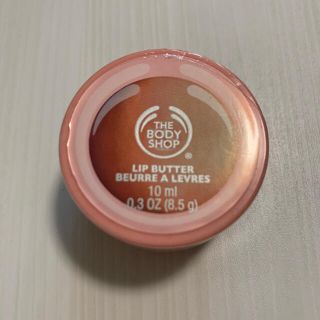 THE
BODY
SHOP
®
LIP BUTTER
BEURRE A LEVRES
10 ml
0.3 OZ (8.5 g)